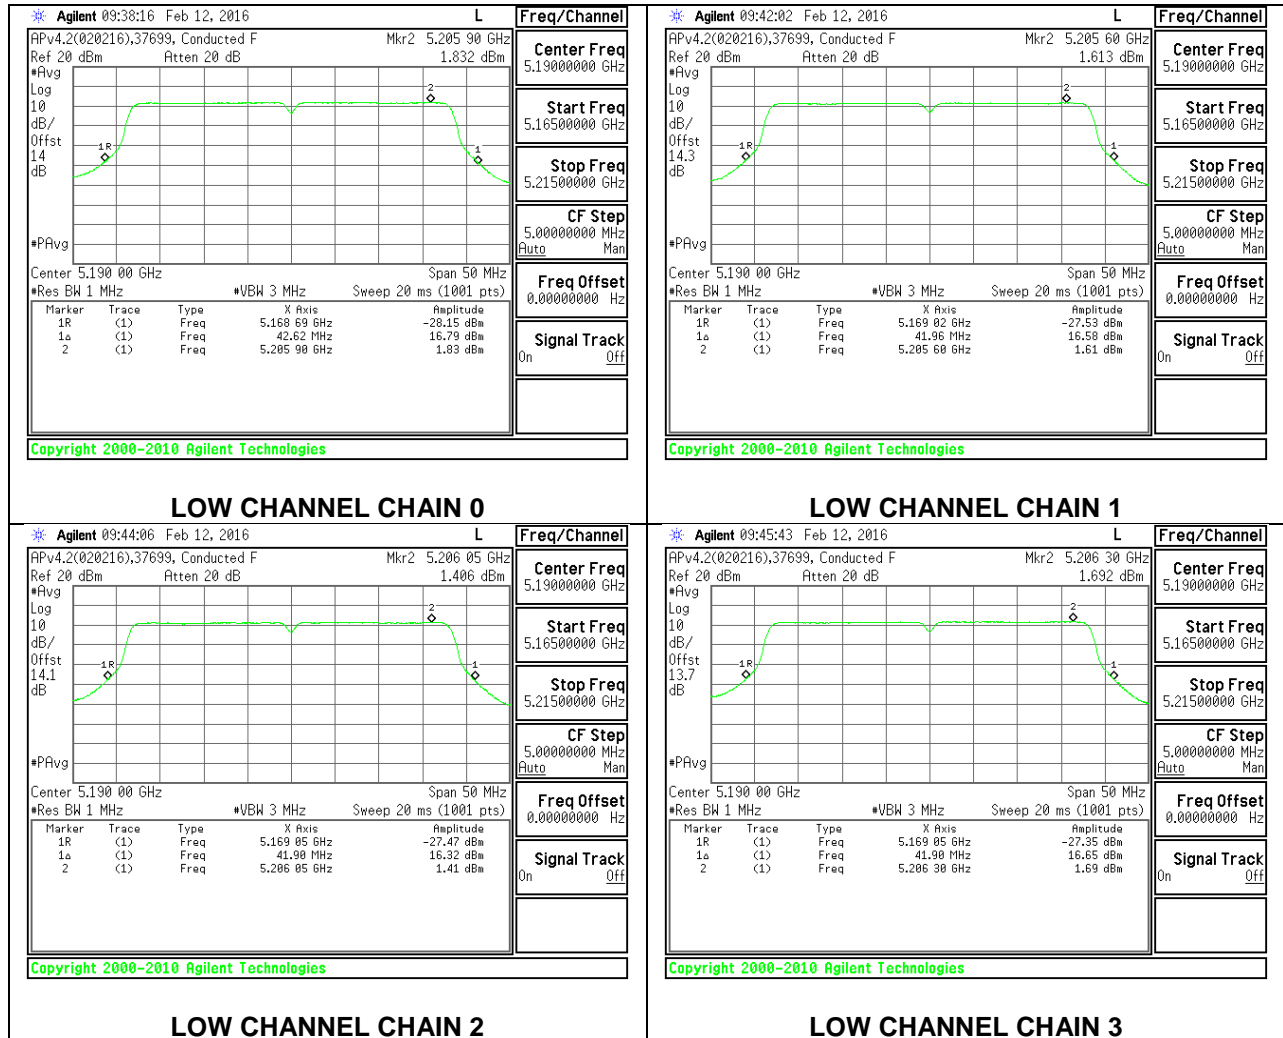 Agilent 09:38:16 Feb 12, 2016 L Freq/Channel
APv4.2(020216),37699, Conducted F Mkr2 5.205 90 GHz
Ref 20 dBm Atten 20 dB 1.832 dBm
#Avg
Log
10
dB/
Offst
14
dB
#PAvg
1R
2
1
Center 5.190 00 GHz Span 50 MHz
#Res BW 1 MHz #VBW 3 MHz Sweep 20 ms (1001 pts)
Marker Trace Type X Axis Amplitude
1R (1) Freq 5.168 69 GHz -28.15 dBm
1Δ (1) Freq 42.62 MHz 16.79 dBm
2 (1) Freq 5.205 90 GHz 1.83 dBm
Center Freq
5.19000000 GHz
Start Freq
5.16500000 GHz
Stop Freq
5.21500000 GHz
CF Step
5.00000000 MHz
Auto Man
Freq Offset
0.00000000 Hz
Signal Track
On Off
Copyright 2000-2010 Agilent Technologies
LOW CHANNEL CHAIN 0
Agilent 09:42:02 Feb 12, 2016 L Freq/Channel
APv4.2(020216),37699, Conducted F Mkr2 5.205 60 GHz
Ref 20 dBm Atten 20 dB 1.613 dBm
#Avg
Log
10
dB/
Offst
14.3
dB
#PAvg
1R
2
1
Center 5.190 00 GHz Span 50 MHz
#Res BW 1 MHz #VBW 3 MHz Sweep 20 ms (1001 pts)
Marker Trace Type X Axis Amplitude
1R (1) Freq 5.169 02 GHz -27.53 dBm
1Δ (1) Freq 41.96 MHz 16.58 dBm
2 (1) Freq 5.205 60 GHz 1.61 dBm
Center Freq
5.19000000 GHz
Start Freq
5.16500000 GHz
Stop Freq
5.21500000 GHz
CF Step
5.00000000 MHz
Auto Man
Freq Offset
0.00000000 Hz
Signal Track
On Off
Copyright 2000-2010 Agilent Technologies
LOW CHANNEL CHAIN 1
Agilent 09:44:06 Feb 12, 2016 L Freq/Channel
APv4.2(020216),37699, Conducted F Mkr2 5.206 05 GHz
Ref 20 dBm Atten 20 dB 1.406 dBm
#Avg
Log
10
dB/
Offst
14.1
dB
#PAvg
1R
2
1
Center 5.190 00 GHz Span 50 MHz
#Res BW 1 MHz #VBW 3 MHz Sweep 20 ms (1001 pts)
Marker Trace Type X Axis Amplitude
1R (1) Freq 5.169 05 GHz -27.47 dBm
1Δ (1) Freq 41.90 MHz 16.32 dBm
2 (1) Freq 5.206 05 GHz 1.41 dBm
Center Freq
5.19000000 GHz
Start Freq
5.16500000 GHz
Stop Freq
5.21500000 GHz
CF Step
5.00000000 MHz
Auto Man
Freq Offset
0.00000000 Hz
Signal Track
On Off
Copyright 2000-2010 Agilent Technologies
LOW CHANNEL CHAIN 2
Agilent 09:45:43 Feb 12, 2016 L Freq/Channel
APv4.2(020216),37699, Conducted F Mkr2 5.206 30 GHz
Ref 20 dBm Atten 20 dB 1.692 dBm
#Avg
Log
10
dB/
Offst
13.7
dB
#PAvg
1R
2
1
Center 5.190 00 GHz Span 50 MHz
#Res BW 1 MHz #VBW 3 MHz Sweep 20 ms (1001 pts)
Marker Trace Type X Axis Amplitude
1R (1) Freq 5.169 05 GHz -27.35 dBm
1Δ (1) Freq 41.90 MHz 16.65 dBm
2 (1) Freq 5.206 30 GHz 1.69 dBm
Center Freq
5.19000000 GHz
Start Freq
5.16500000 GHz
Stop Freq
5.21500000 GHz
CF Step
5.00000000 MHz
Auto Man
Freq Offset
0.00000000 Hz
Signal Track
On Off
Copyright 2000-2010 Agilent Technologies
LOW CHANNEL CHAIN 3